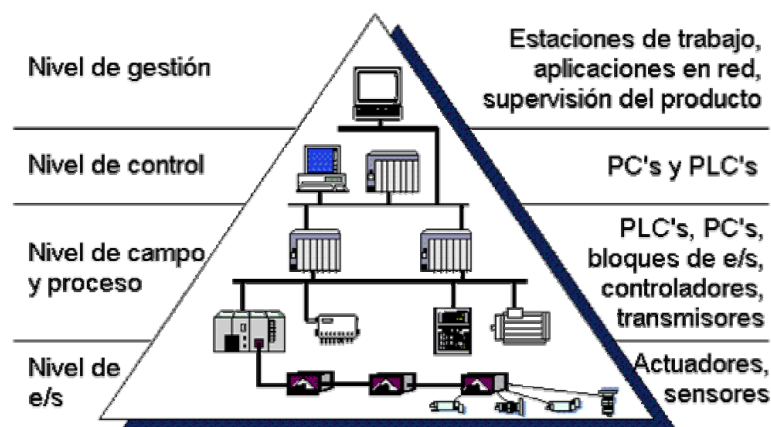 Nivel de gestión
Estaciones de trabajo,
aplicaciones en red,
supervisión del producto
Nivel de control
PC's y PLC's
Nivel de campo
y proceso
PLC's, PC's,
bloques de e/s,
controladores,
transmisores
Nivel de
e/s
Actuadores,
sensores